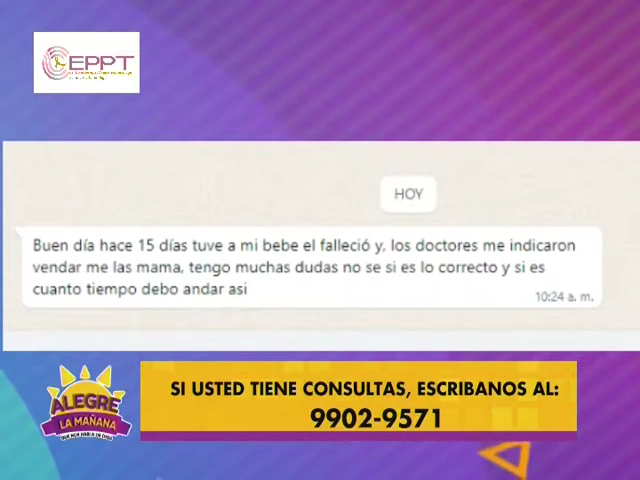 EPPT
HOY
Buen día hace 15 días tuve a mi bebe el falleció y, los doctores me indicaron
vendar me las mama, tengo muchas dudas no se si es lo correcto y si es
cuanto tiempo debo andar asi
10:24 a. m.
ALEGRE
LA MAÑANA
SI USTED TIENE CONSULTAS, ESCRIBANOS AL:
9902-9571